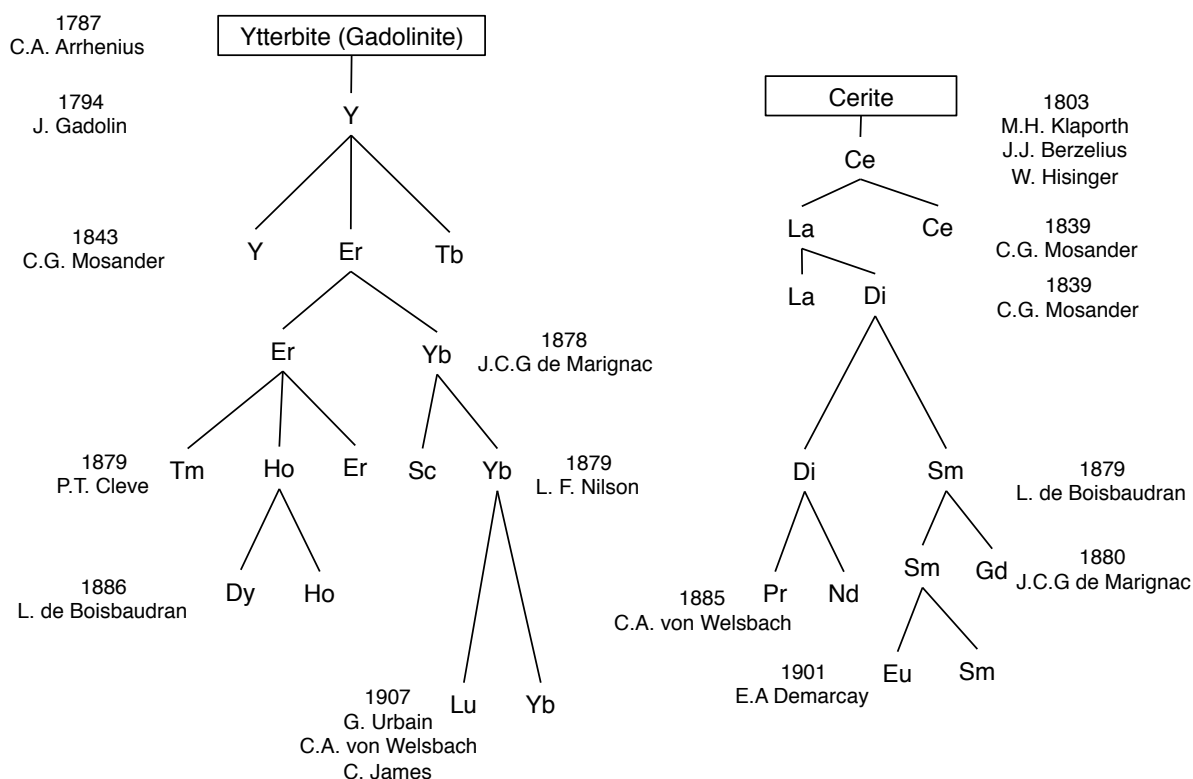 1787
C.A. Arrhenius
Ytterbite (Gadolinite)
1794
J. Gadolin
Y
1843
C.G. Mosander
Y
Er
Tb
Er
Yb
1878
J.C.G de Marignac
1879
P.T. Cleve
Tm
Ho
Er
Sc
Yb
1879
L. F. Nilson
1886
L. de Boisbaudran
Dy
Ho
1907
G. Urbain
C.A. von Welsbach
C. James
Lu
Yb
Cerite
1803
M.H. Klaporth
J.J. Berzelius
W. Hisinger
Ce
La
Ce
1839
C.G. Mosander
La
Di
1839
C.G. Mosander
Di
Sm
1879
L. de Boisbaudran
1885
C.A. von Welsbach
Pr
Nd
Sm
Gd
1880
J.C.G de Marignac
1901
E.A Demarcay
Eu
Sm